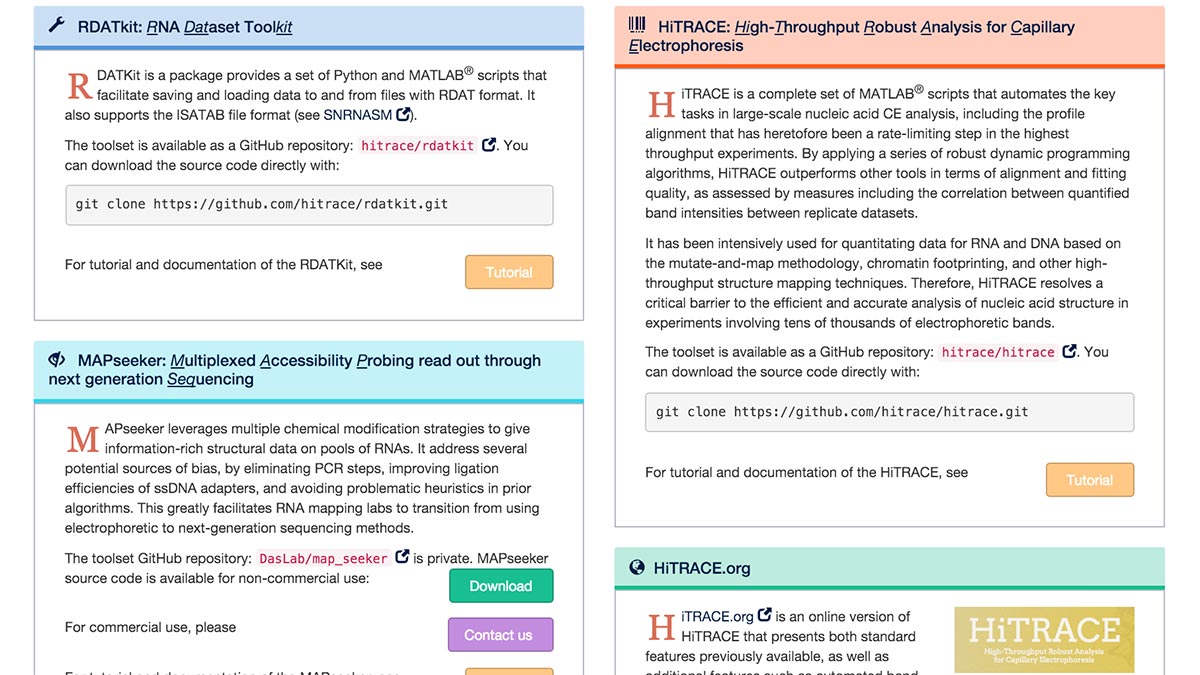 RDATkit: RNA Dataset Toolkit
RDATKit is a package provides a set of Python and MATLAB® scripts that
facilitate saving and loading data to and from files with RDAT format. It
also supports the ISATAB file format (see SNRNASM).
The toolset is available as a GitHub repository: hitrace/rdatkit. You
can download the source code directly with:
git clone https://github.com/hitrace/rdatkit.git
For tutorial and documentation of the RDATKit, see
Tutorial
MAPseeker: Multiplexed Accessibility Probing read out through
next generation Sequencing
MAPseeker leverages multiple chemical modification strategies to give
information-rich structural data on pools of RNAs. It address several
potential sources of bias, by eliminating PCR steps, improving ligation
efficiencies of ssDNA adapters, and avoiding problematic heuristics in prior
algorithms. This greatly facilitates RNA mapping labs to transition from using
electrophoretic to next-generation sequencing methods.
The toolset GitHub repository: DasLab/map_seeker is private. MAPseeker
source code is available for non-commercial use:
Download
For commercial use, please
Contact us
For tutorial and documentation of the MAPseeker, see
HiTRACE: High-Throughput Robust Analysis for Capillary
Electrophoresis
HiTRACE is a complete set of MATLAB® scripts that automates the key
tasks in large-scale nucleic acid CE analysis, including the profile
alignment that has heretofore been a rate-limiting step in the highest
throughput experiments. By applying a series of robust dynamic programming
algorithms, HiTRACE outperforms other tools in terms of alignment and fitting
quality, as assessed by measures including the correlation between quantified
band intensities between replicate datasets.
It has been intensively used for quantitating data for RNA and DNA based on
the mutate-and-map methodology, chromatin footprinting, and other high-
throughput structure mapping techniques. Therefore, HiTRACE resolves a
critical barrier to the efficient and accurate analysis of nucleic acid structure in
experiments involving tens of thousands of electrophoretic bands.
The toolset is available as a GitHub repository: hitrace/hitrace. You
can download the source code directly with:
git clone https://github.com/hitrace/hitrace.git
For tutorial and documentation of the HiTRACE, see
Tutorial
HiTRACE.org
HiTRACE.org is an online version of
HiTRACE that presents both standard
features previously available, as well as
additional features such as automated band
HiTRACE
High-Throughput Robust Analysis
for Capillary Electrophoresis